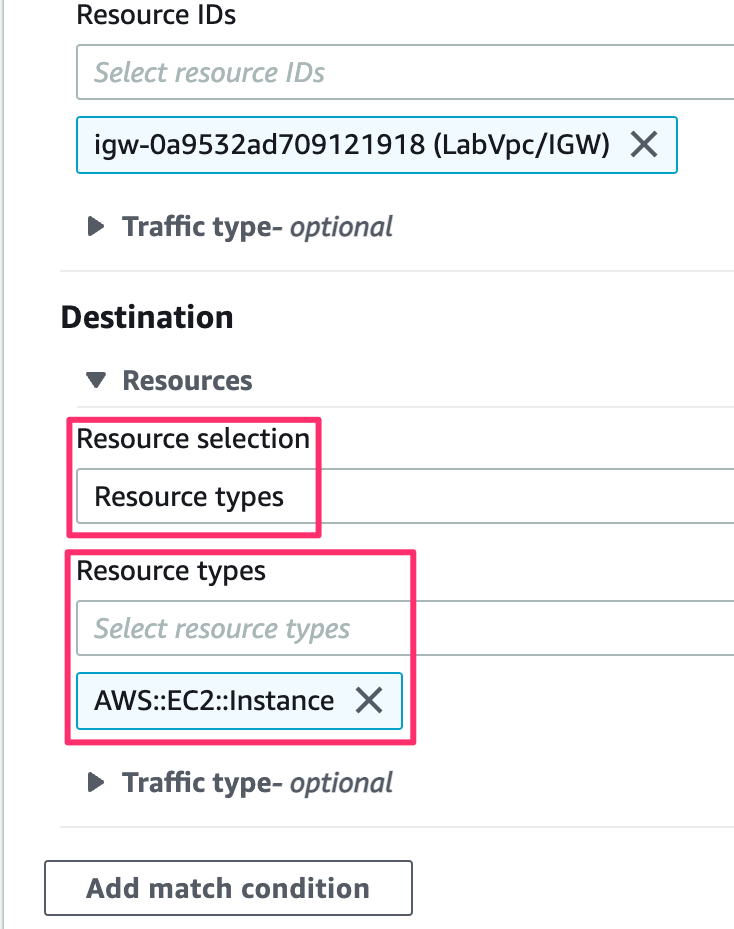 Resource IDs
Select resource IDs
igw-0a9532ad709121918 (LabVpc/IGW)
Traffic type- optional
Destination
Resources
Resource selection
Resource types
Resource types
Select resource types
AWS::EC2::Instance
Traffic type- optional
Add match condition